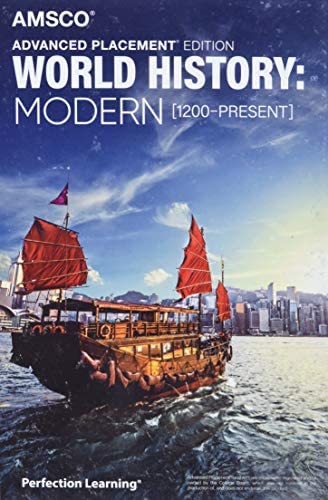 AMSCO®
ADVANCED PLACEMENT® EDITION
WORLD HISTORY:
MODERN [1200–PRESENT]
Perfection Learning®